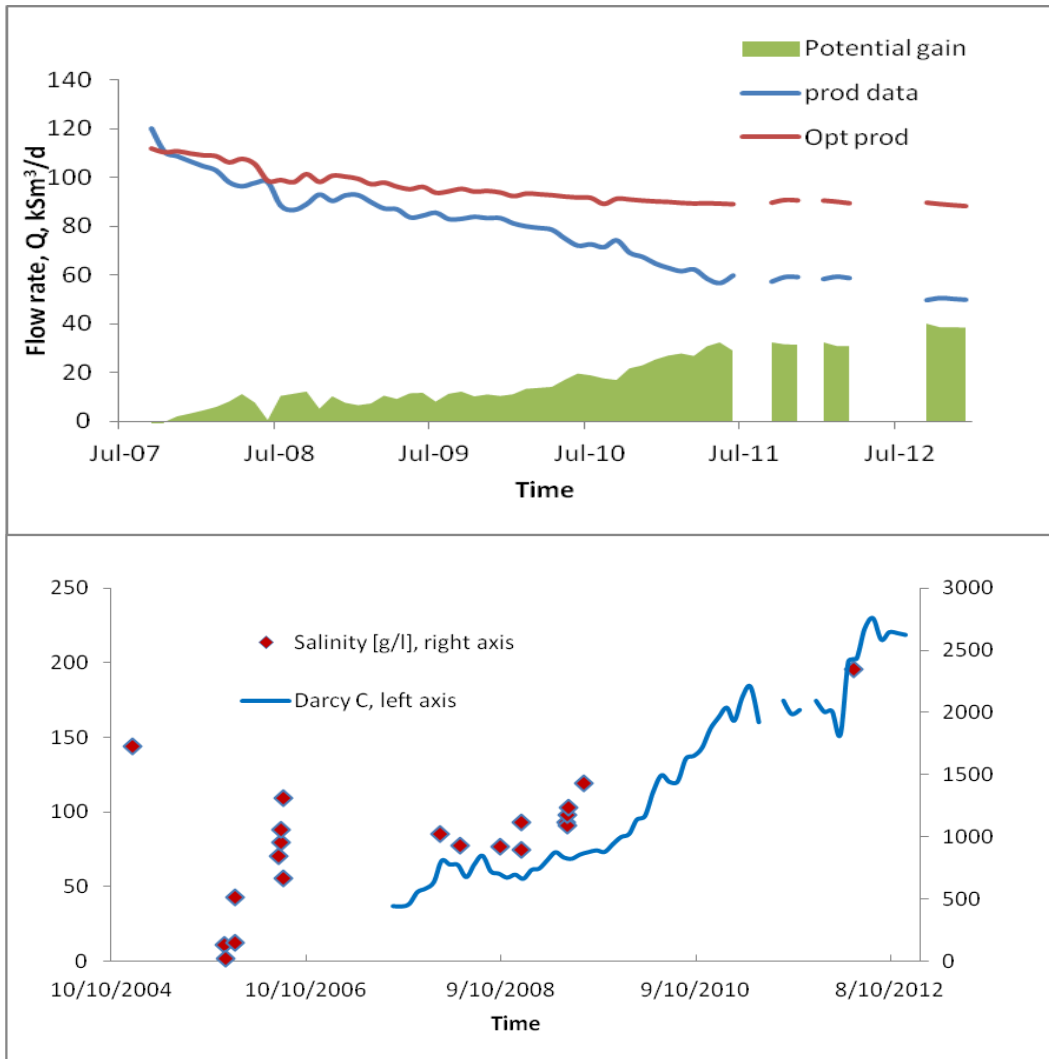 Potential gain
prod data
Opt prod
140
120
100
80
60
40
20
0
Flow rate, Q, kSm³/d
Jul-07 Jul-08 Jul-09 Jul-10 Jul-11 Jul-12
Time
250 3000
200 2500
150 2000
100 1500
50 1000
0 500
0
Salinity [g/l], right axis
Darcy C, left axis
10/10/2004 10/10/2006 9/10/2008 9/10/2010 8/10/2012
Time